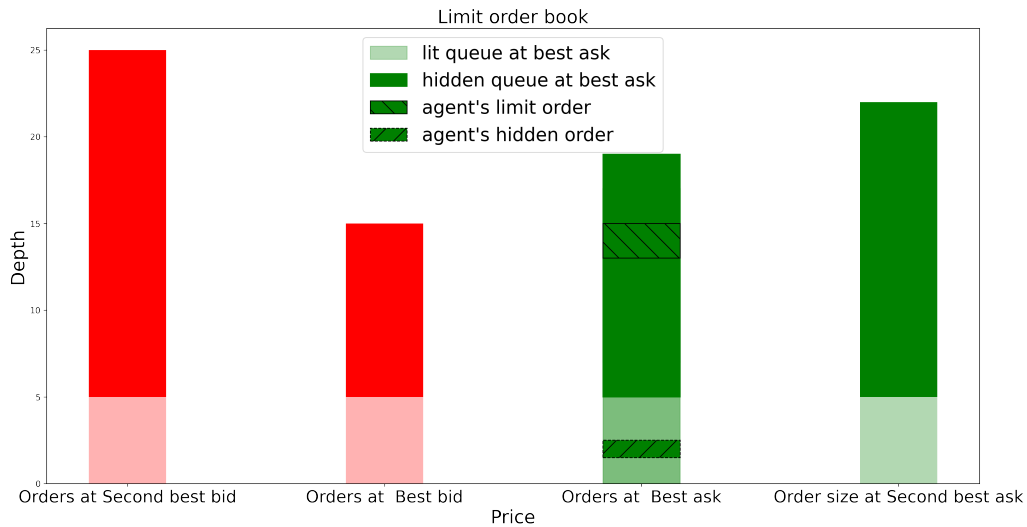 Limit order book
lit queue at best ask
hidden queue at best ask
agent's limit order
agent's hidden order
25
20
15
10
5
0
Depth
Orders at Second best bid
Orders at  Best bid
Orders at  Best ask
Order size at Second best ask
Price